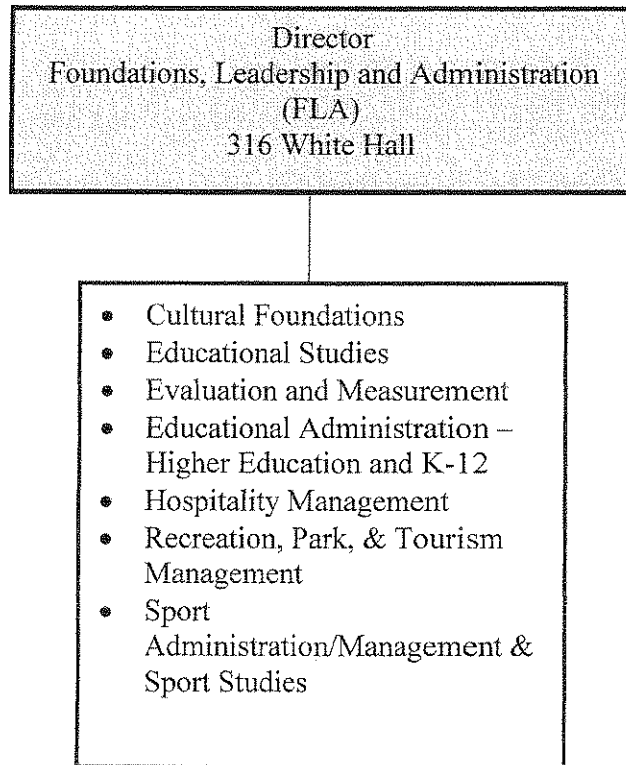 Director
Foundations, Leadership and Administration
(FLA)
316 White Hall
• Cultural Foundations
• Educational Studies
• Evaluation and Measurement
• Educational Administration –
Higher Education and K-12
• Hospitality Management
• Recreation, Park, & Tourism
Management
• Sport
Administration/Management &
Sport Studies